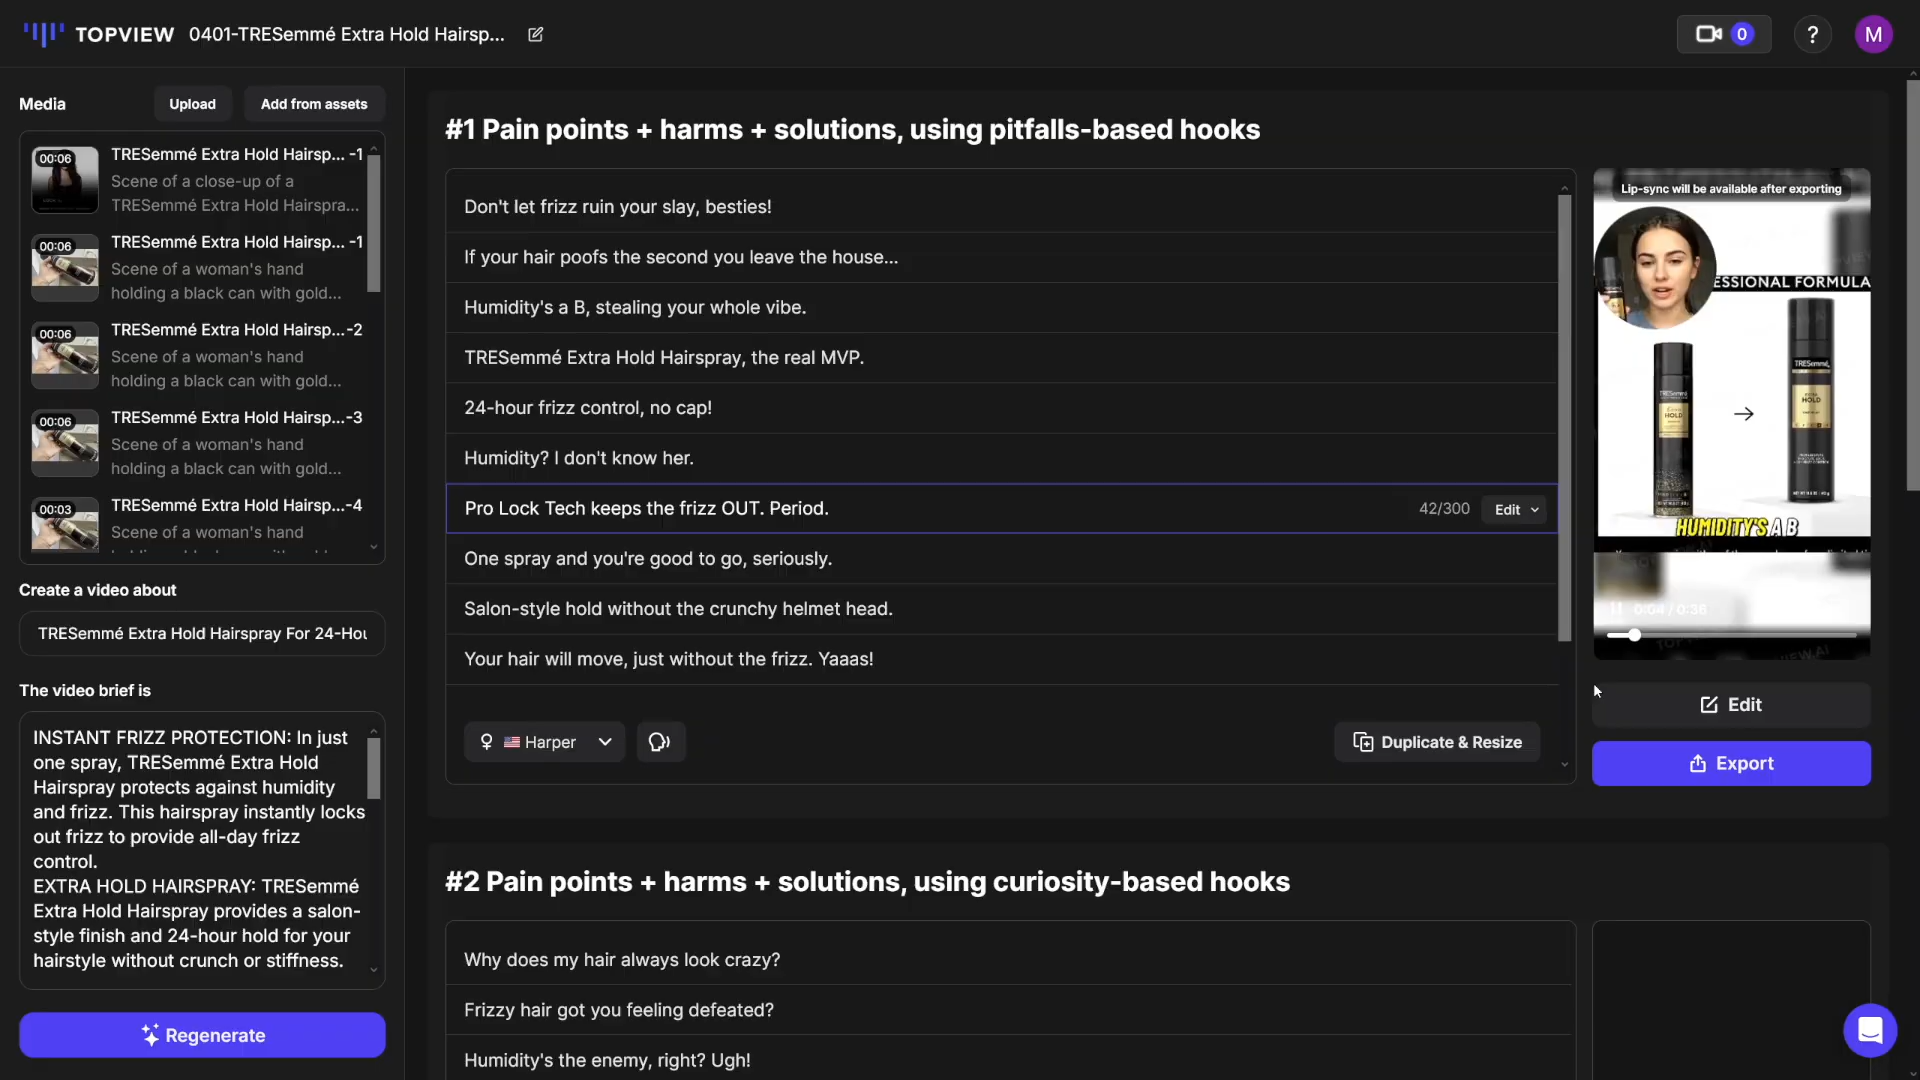 TOPVIEW 0401-TRESemmé Extra Hold Hairsp...
0
?
M
Media
Upload
Add from assets
00:06
TRESemmé Extra Hold Hairsp... -1
Scene of a close-up of a
TRESemmé Extra Hold Hairspra...
00:06
TRESemmé Extra Hold Hairsp... -1
Scene of a woman's hand
holding a black can with gold...
00:06
TRESemmé Extra Hold Hairsp...-2
Scene of a woman's hand
holding a black can with gold...
00:06
TRESemmé Extra Hold Hairsp...-3
Scene of a woman's hand
holding a black can with gold...
00:03
TRESemmé Extra Hold Hairsp...-4
Scene of a woman's hand
Create a video about
TRESemmé Extra Hold Hairspray For 24-Hou
The video brief is
INSTANT FRIZZ PROTECTION: In just
one spray, TRESemmé Extra Hold
Hairspray protects against humidity
and frizz. This hairspray instantly locks
out frizz to provide all-day frizz
control.
EXTRA HOLD HAIRSPRAY: TRESemmé
Extra Hold Hairspray provides a salon-
style finish and 24-hour hold for your
hairstyle without crunch or stiffness.
Regenerate
#1 Pain points + harms + solutions, using pitfalls-based hooks
Don't let frizz ruin your slay, besties!
If your hair poofs the second you leave the house...
Humidity's a B, stealing your whole vibe.
TRESemmé Extra Hold Hairspray, the real MVP.
24-hour frizz control, no cap!
Humidity? I don't know her.
Pro Lock Tech keeps the frizz OUT. Period.
42/300
Edit
One spray and you're good to go, seriously.
Salon-style hold without the crunchy helmet head.
Your hair will move, just without the frizz. Yaaas!
Harper
Duplicate & Resize
Lip-sync will be available after exporting
ESSIONAL FORMULA
TRESemmé
HOLD
TRESemmé
HOLD
HUMIDITY'S A B
0:04 / 0:36
Edit
Export
#2 Pain points + harms + solutions, using curiosity-based hooks
Why does my hair always look crazy?
Frizzy hair got you feeling defeated?
Humidity's the enemy, right? Ugh!